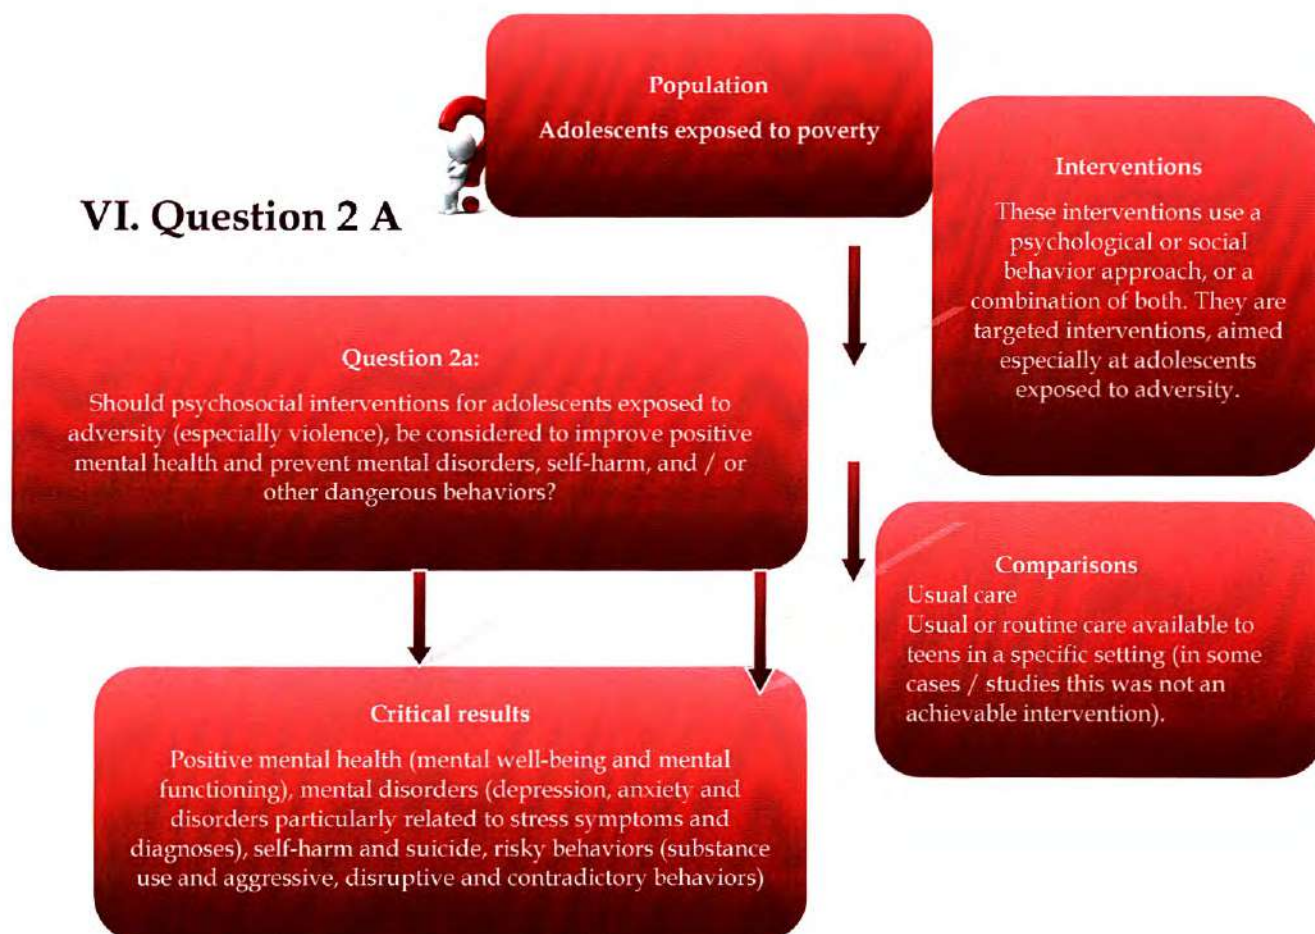 Population
Adolescents exposed to poverty
VI. Question 2 A
Interventions
These interventions use a
psychological or social
behavior approach, or a
combination of both. They are
targeted interventions, aimed
especially at adolescents
exposed to adversity.
Question 2a:
Should psychosocial interventions for adolescents exposed to
adversity (especially violence), be considered to improve positive
mental health and prevent mental disorders, self-harm, and / or
other dangerous behaviors?
Comparisons
Usual care
Usual or routine care available to
teens in a specific setting (in some
cases / studies this was not an
achievable intervention).
Critical results
Positive mental health (mental well-being and mental
functioning), mental disorders (depression, anxiety and
disorders particularly related to stress symptoms and
diagnoses), self-harm and suicide, risky behaviors (substance
use and aggressive, disruptive and contradictory behaviors)